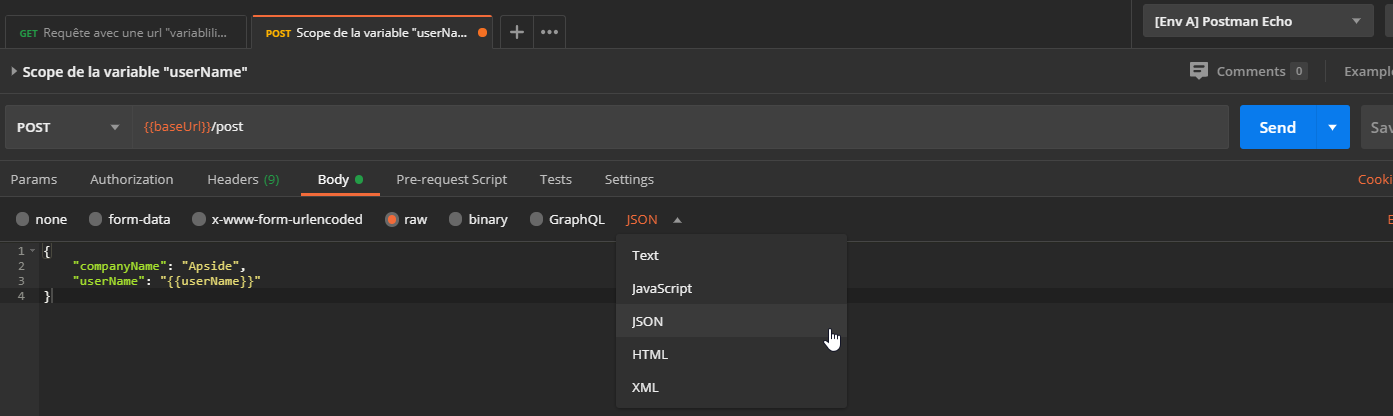 GET Requête avec une url "variablili...
POST Scope de la variable "userNa...
[Env A] Postman Echo
Scope de la variable "userName"
Comments 0
Example
POST {{baseUrl}}/post
Send
Sav
Params Authorization Headers (9) Body Pre-request Script Tests Settings
Cooki
none form-data x-www-form-urlencoded raw binary GraphQL JSON
1 {
2 "companyName": "Apside",
3 "userName": "{{userName}}"
4 }
Text
JavaScript
JSON
HTML
XML